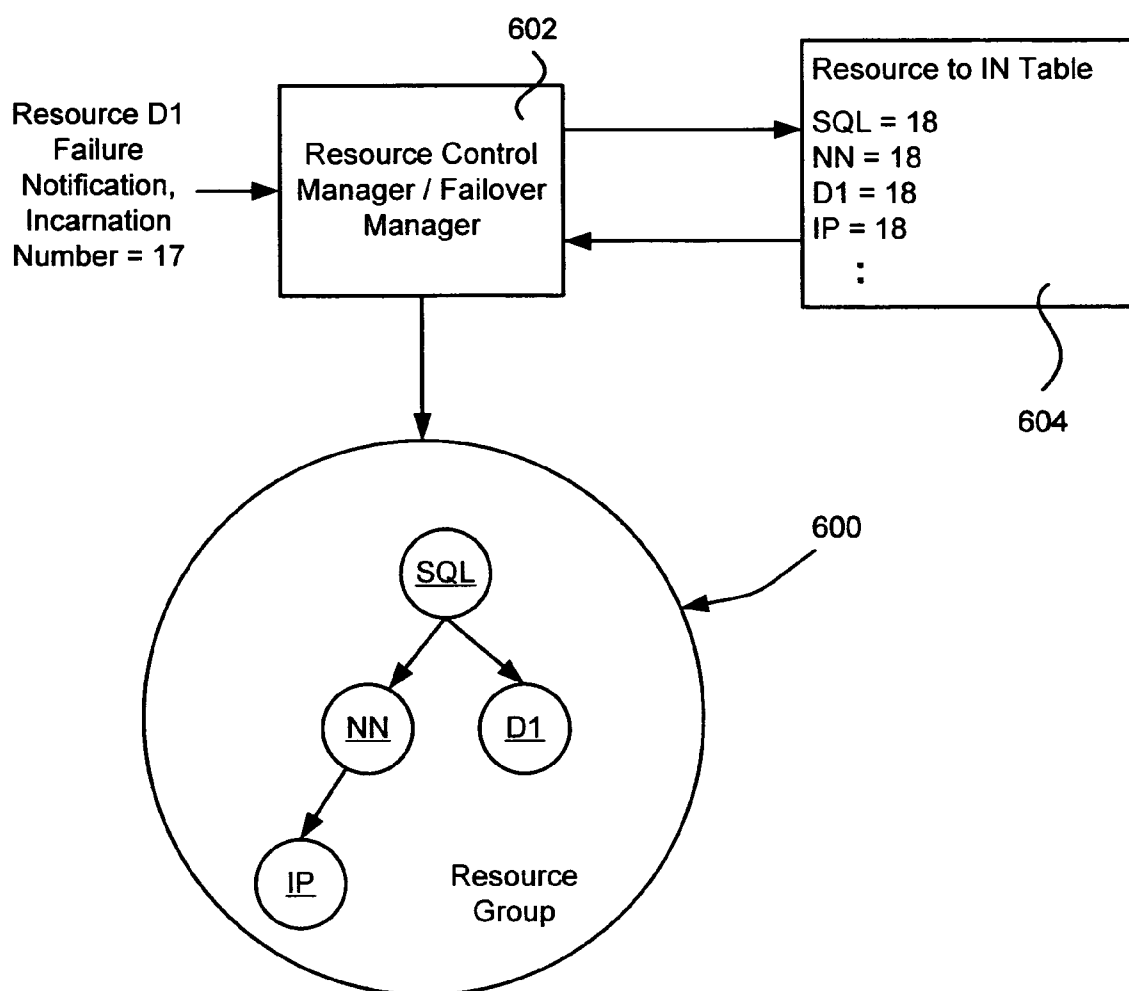 602
Resource D1
Failure
Notification,
Incarnation
Number = 17
Resource Control
Manager / Failover
Manager
Resource to IN Table
SQL = 18
NN = 18
D1 = 18
IP = 18
:
604
600
SQL
NN
D1
IP
Resource
Group